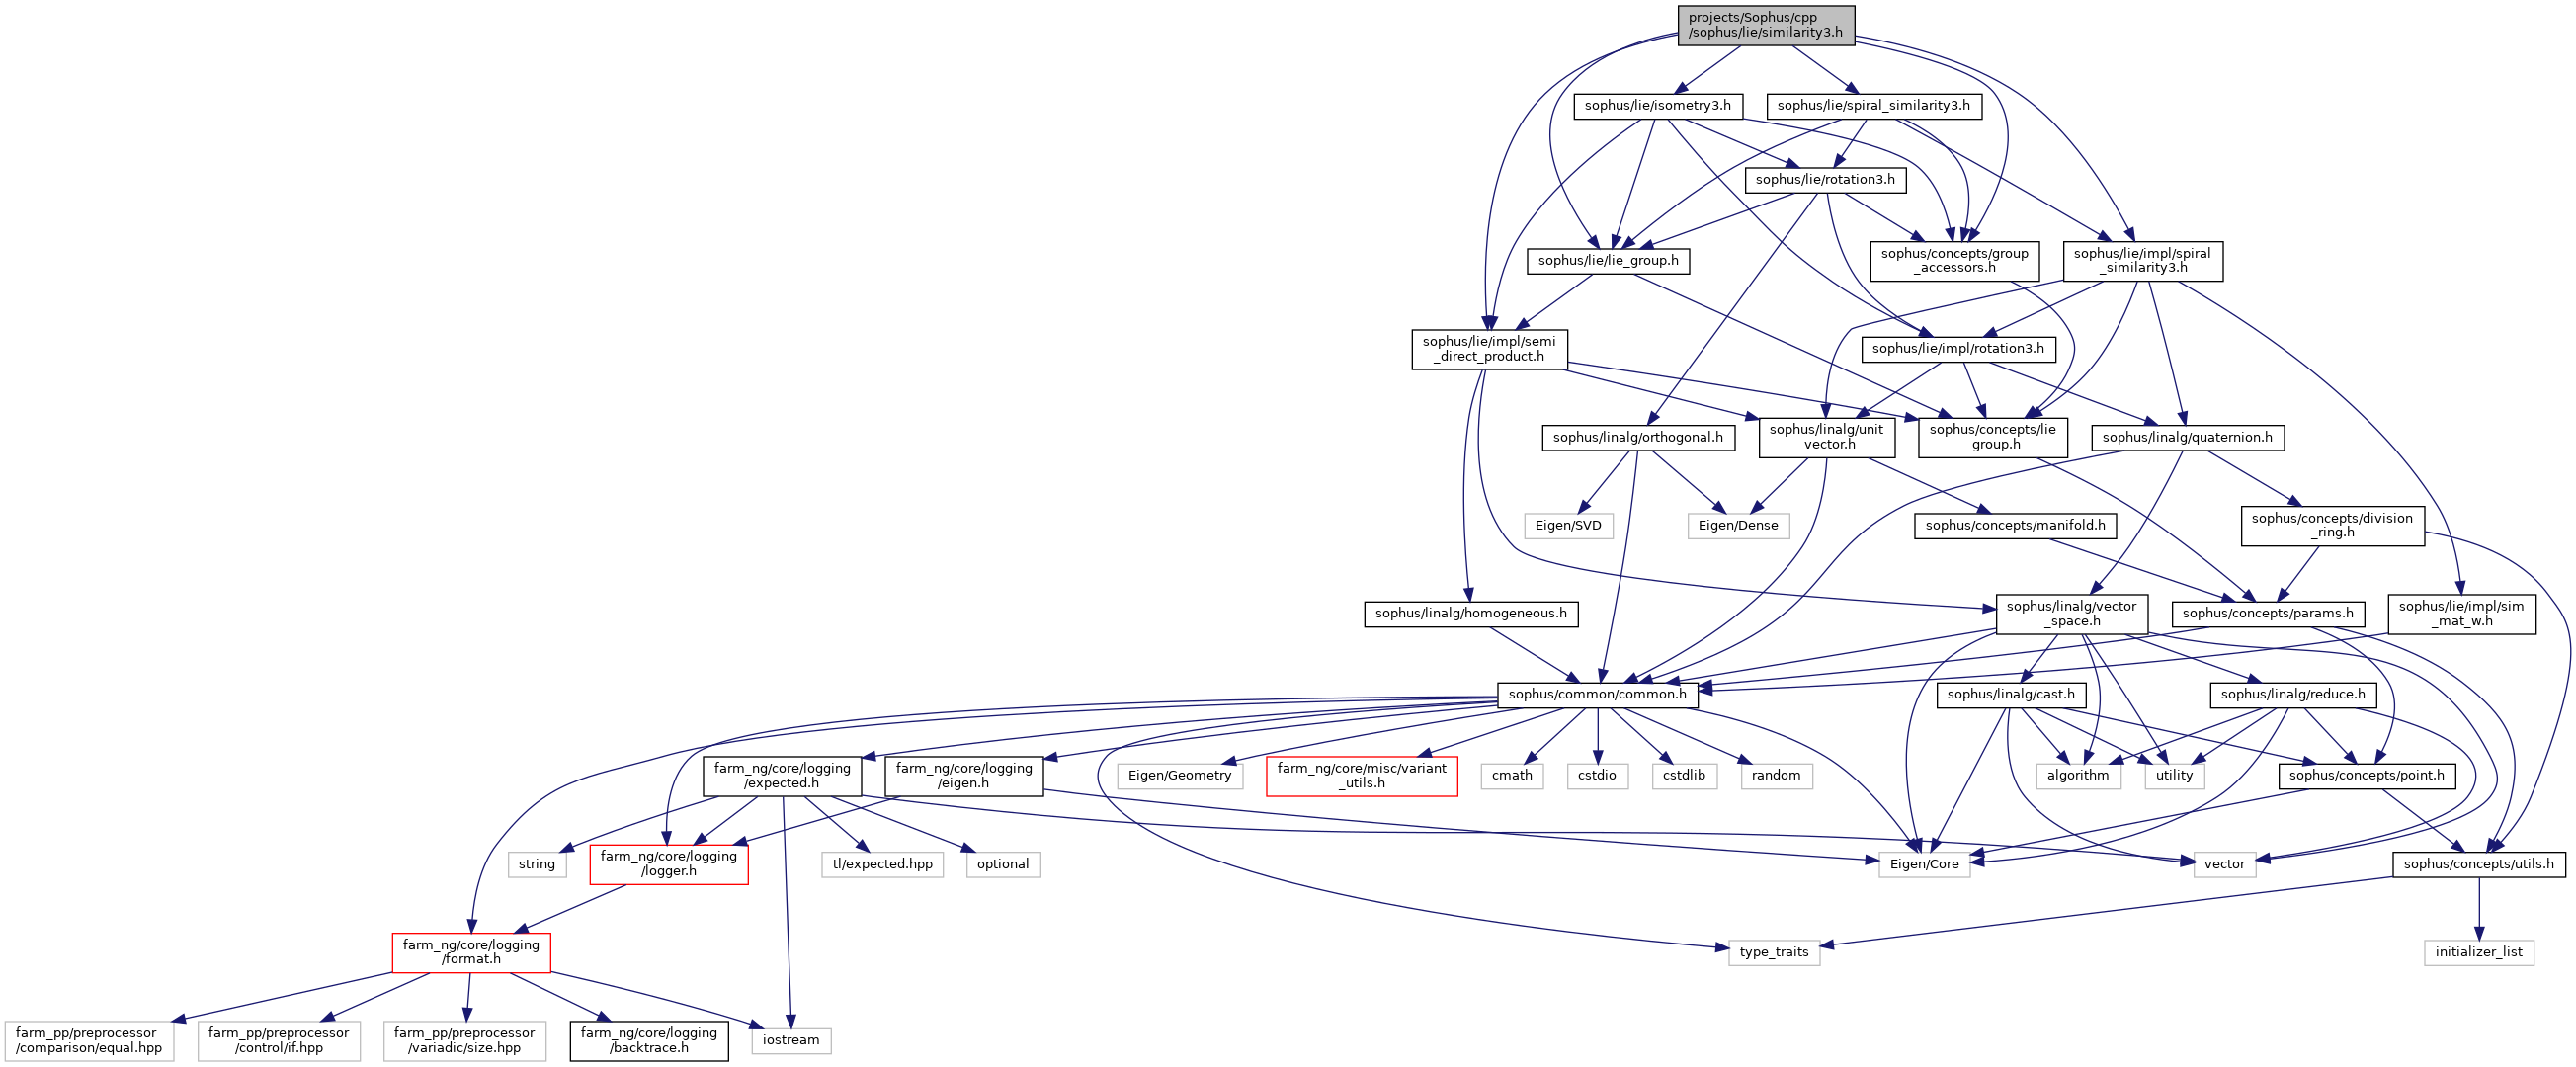 projects/Sophus/cpp
/sophus/lie/similarity3.h
sophus/lie/isometry3.h
sophus/lie/spiral_similarity3.h
sophus/lie/rotation3.h
sophus/lie/lie_group.h
sophus/concepts/group
_accessors.h
sophus/lie/impl/spiral
_similarity3.h
sophus/lie/impl/semi
_direct_product.h
sophus/lie/impl/rotation3.h
sophus/linalg/orthogonal.h
sophus/linalg/unit
_vector.h
sophus/concepts/lie
_group.h
sophus/linalg/quaternion.h
Eigen/SVD
Eigen/Dense
sophus/concepts/manifold.h
sophus/concepts/division
_ring.h
sophus/linalg/homogeneous.h
sophus/linalg/vector
_space.h
sophus/concepts/params.h
sophus/lie/impl/sim
_mat_w.h
sophus/common/common.h
sophus/linalg/cast.h
sophus/linalg/reduce.h
farm_ng/core/logging
/expected.h
farm_ng/core/logging
/eigen.h
Eigen/Geometry
farm_ng/core/misc/variant
_utils.h
cmath
cstdio
cstdlib
random
algorithm
utility
sophus/concepts/point.h
string
farm_ng/core/logging
/logger.h
tl/expected.hpp
optional
Eigen/Core
vector
sophus/concepts/utils.h
farm_ng/core/logging
/format.h
type_traits
initializer_list
farm_pp/preprocessor
/comparison/equal.hpp
farm_pp/preprocessor
/control/if.hpp
farm_pp/preprocessor
/variadic/size.hpp
farm_ng/core/logging
/backtrace.h
iostream